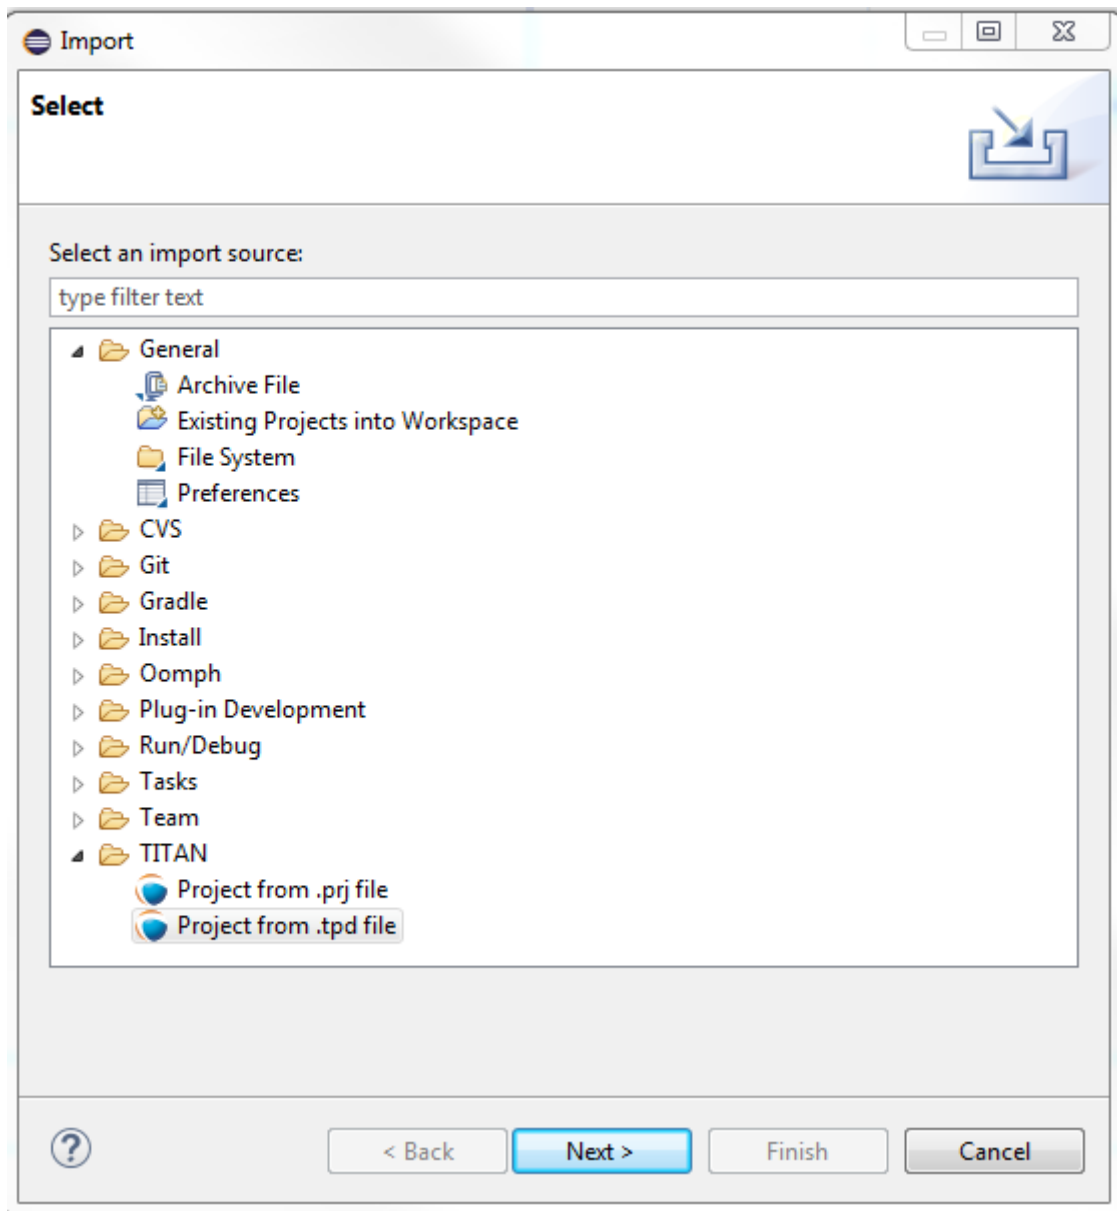 Import
Select
Select an import source:
type filter text
General
Archive File
Existing Projects into Workspace
File System
Preferences
CVS
Git
Gradle
Install
Oomph
Plug-in Development
Run/Debug
Tasks
Team
TITAN
Project from .prj file
Project from .tpd file
? < Back Next > Finish Cancel